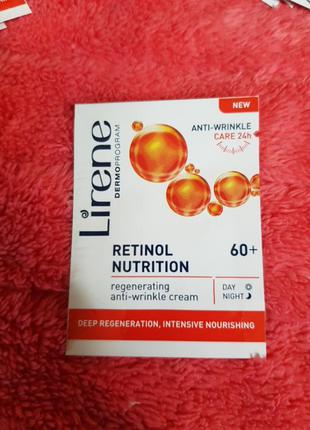 NEW
ANTI-WRINKLE
CARE 24h
Lirene
DERMOPROGRAM
RETINOL
NUTRITION
60+
regenerating
anti-wrinkle cream
DAY
NIGHT
DEEP REGENERATION, INTENSIVE NOURISHING